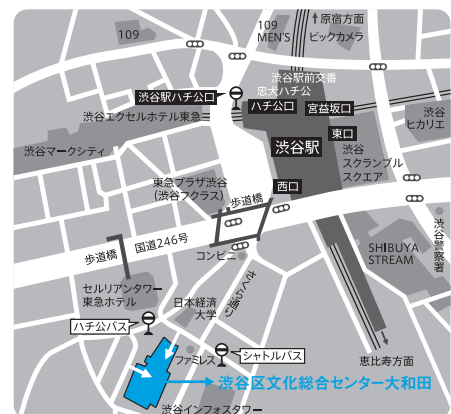 ↑原宿方面
109
109
MEN'S
ビックカメラ
渋谷駅前交番
忠犬ハチ公
渋谷駅ハチ公口
ハチ公口
宮益坂口
渋谷エクセルホテル東急
東口
渋谷
ヒカリエ
渋谷マークシティ
渋谷駅
渋谷
スクランブル
スクエア
東急プラザ渋谷
(渋谷フクラス)
西口
歩道橋
歩道橋
国道246号
コンビニ
SHIBUYA
STREAM
渋谷警察署
セルリアンタワー
東急ホテル
日本経済
大学
さくら通り
ハチ公バス
ファミレス
シャトルバス
恵比寿方面
渋谷区文化総合センター大和田
渋谷インフォスタワー